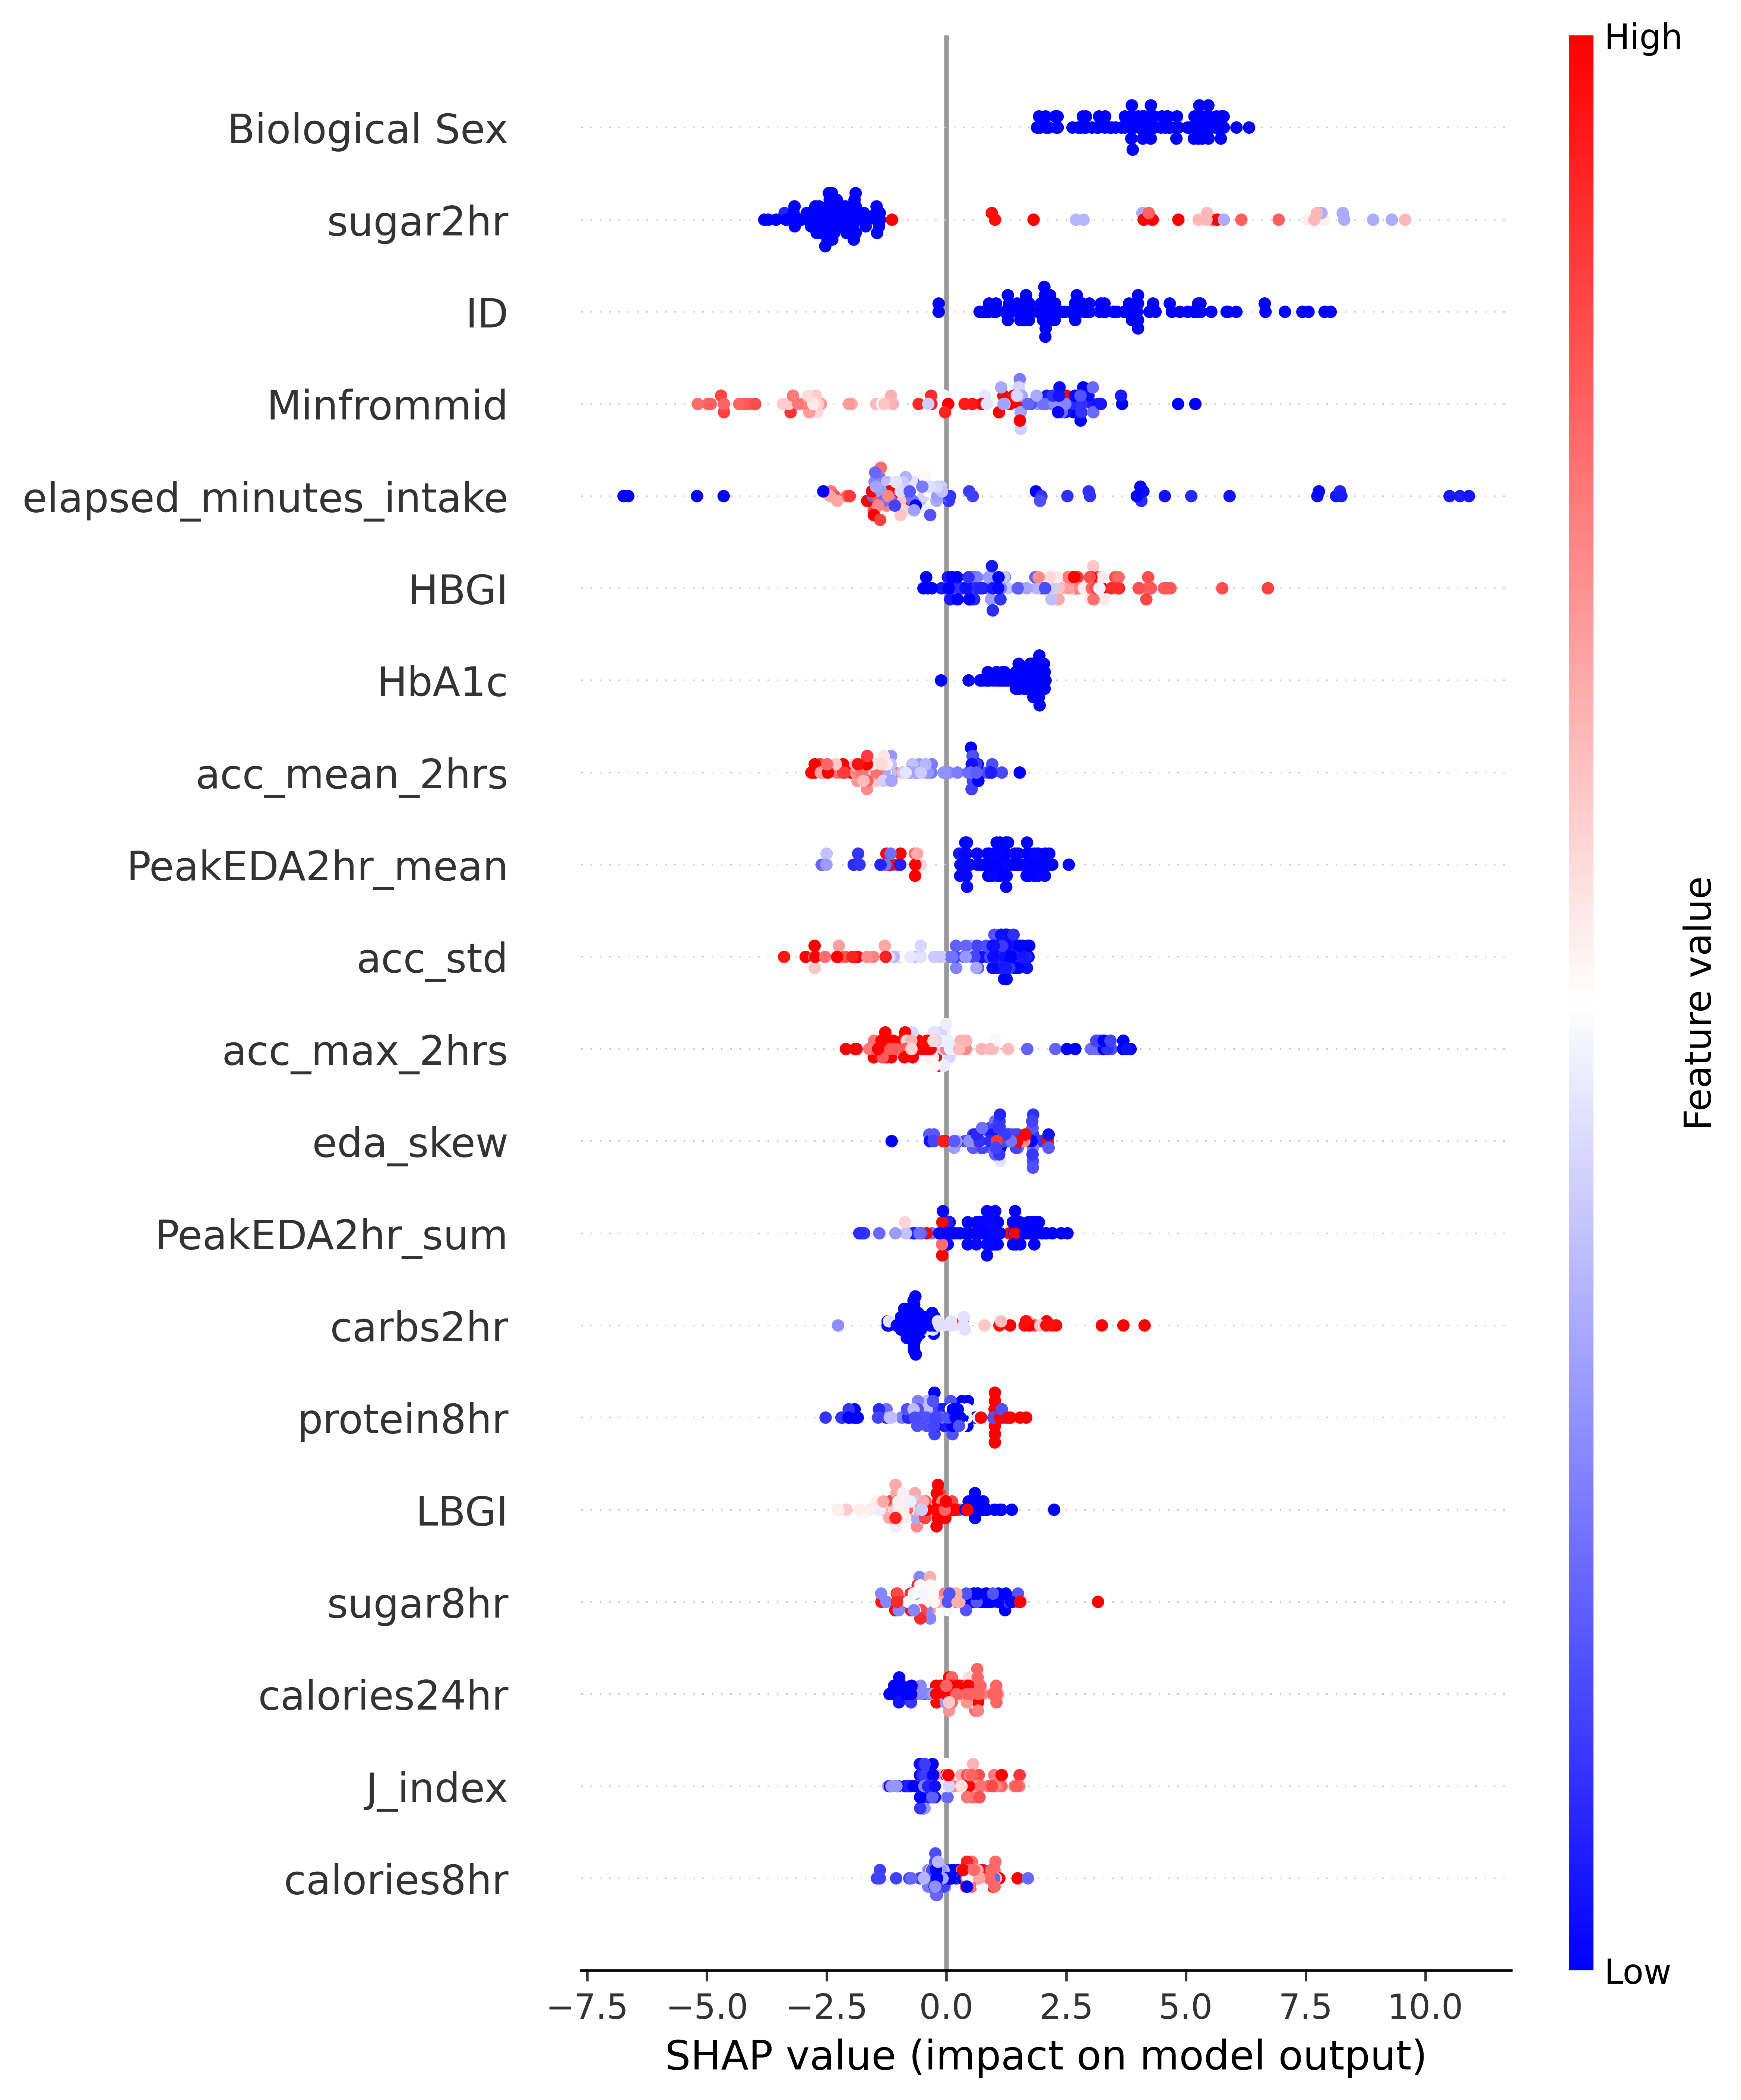 High
Biological Sex
sugar2hr
ID
Minfrommid
elapsed_minutes_intake
HBGI
HbA1c
acc_mean_2hrs
PeakEDA2hr_mean
acc_std
acc_max_2hrs
eda_skew
PeakEDA2hr_sum
carbs2hr
protein8hr
LBGI
sugar8hr
calories24hr
J_index
calories8hr
Feature value
Low
−7.5 −5.0 −2.5 0.0 2.5 5.0 7.5 10.0
SHAP value (impact on model output)